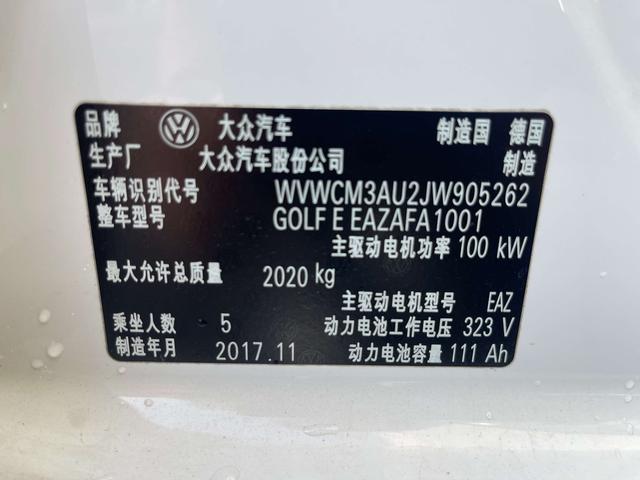 品牌 大众汽车 制造国 德国
生产厂 大众汽车股份公司 制造
车辆识别代号 WVWCM3AU2JW905262
整车型号 GOLF E EAZAFA1001
主驱动电机功率 100 kW
最大允许总质量 2020 kg
主驱动电机型号 EAZ
乘坐人数 5 动力电池工作电压 323 V
制造年月 2017.11 动力电池容量 111 Ah